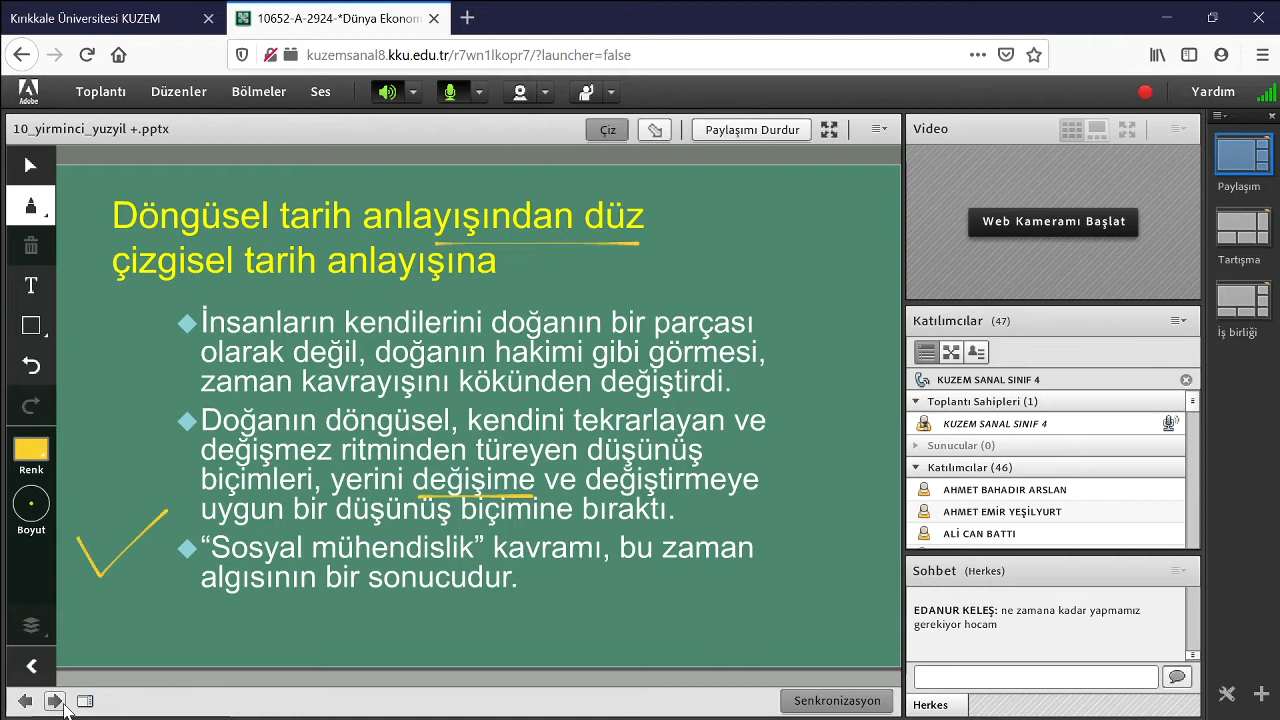 Kırıkkale Üniversitesi KUZEM
10652-A-2924-*Dünya Ekonom
kuzemsanal8.kku.edu.tr/r7wn1lkopr7/?launcher=false
Adobe
Toplantı
Düzenler
Bölmeler
Ses
Yardım
10_yirminci_yuzyil +.pptx
Çiz
Paylaşımı Durdur
Döngüsel tarih anlayışından düz
çizgisel tarih anlayışına
İnsanların kendilerini doğanın bir parçası
olarak değil, doğanın hakimi gibi görmesi,
zaman kavrayışını kökünden değiştirdi.
Doğanın döngüsel, kendini tekrarlayan ve
değişmez ritminden türeyen düşünüş
biçimleri, yerini değişime ve değiştirmeye
uygun bir düşünüş biçimine bıraktı.
“Sosyal mühendislik” kavramı, bu zaman
algısının bir sonucudur.
T
Renk
Boyut
Senkronizasyon
Video
Web Kameramı Başlat
Katılımcılar (47)
KUZEM SANAL SINIF 4
Toplantı Sahipleri (1)
KUZEM SANAL SINIF 4
Sunucular (0)
Katılımcılar (46)
AHMET BAHADIR ARSLAN
AHMET EMİR YEŞİLYURT
ALİ CAN BATTI
Sohbet (Herkes)
EDANUR KELEŞ: ne zamana kadar yapmamız
gerekiyor hocam
Herkes
Paylaşım
Tartışma
İş birliği